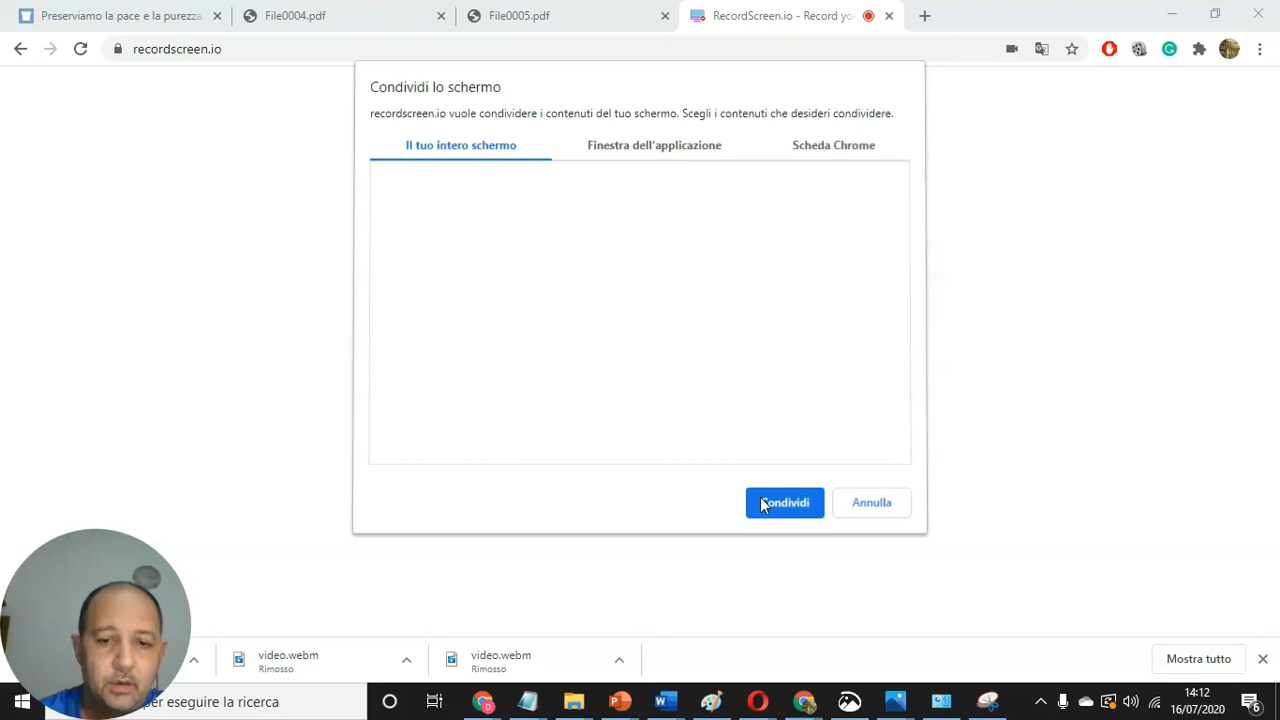 Preserviamo la pace e la purezza
File0004.pdf
File0005.pdf
RecordScreen.io - Record yo
recordscreen.io
Condividi lo schermo
recordscreen.io vuole condividere i contenuti del tuo schermo. Scegli i contenuti che desideri condividere.
Il tuo intero schermo
Finestra dell'applicazione
Scheda Chrome
Condividi
Annulla
video.webm
Rimosso
video.webm
Rimosso
Mostra tutto
per eseguire la ricerca
14:12
16/07/2020
6